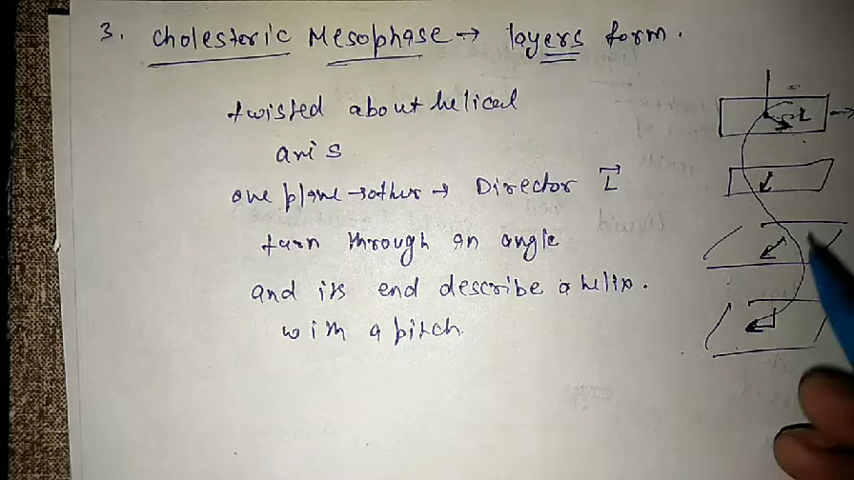 3. Cholesteric Mesophase → layers form.
twisted about helical
axis
one plane → other → Director L
turn through an angle
and its end describe a helix.
with a pitch
L